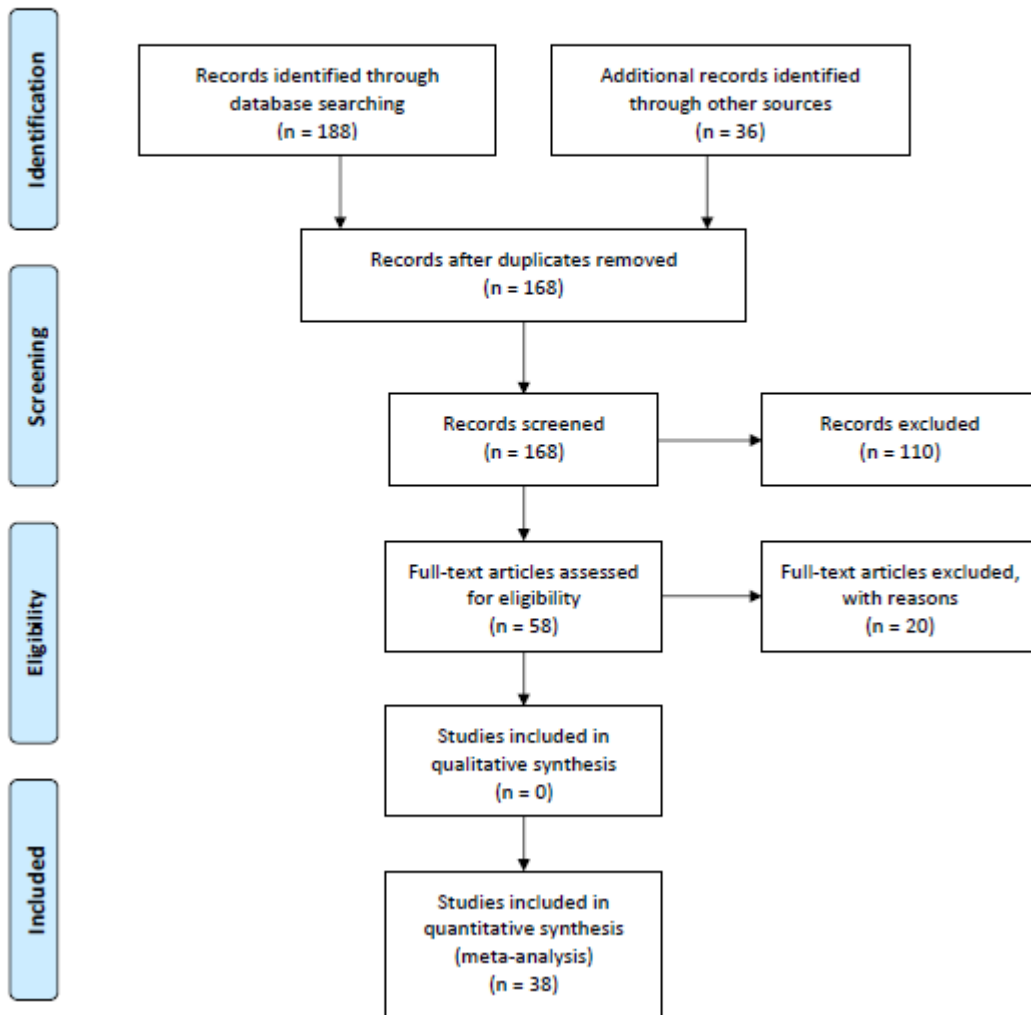 Identification
Records identified through
database searching
(n = 188)
Additional records identified
through other sources
(n = 36)
Records after duplicates removed
(n = 168)
Screening
Records screened
(n = 168)
Records excluded
(n = 110)
Eligibility
Full-text articles assessed
for eligibility
(n = 58)
Full-text articles excluded,
with reasons
(n = 20)
Studies included in
qualitative synthesis
(n = 0)
Included
Studies included in
quantitative synthesis
(meta-analysis)
(n = 38)